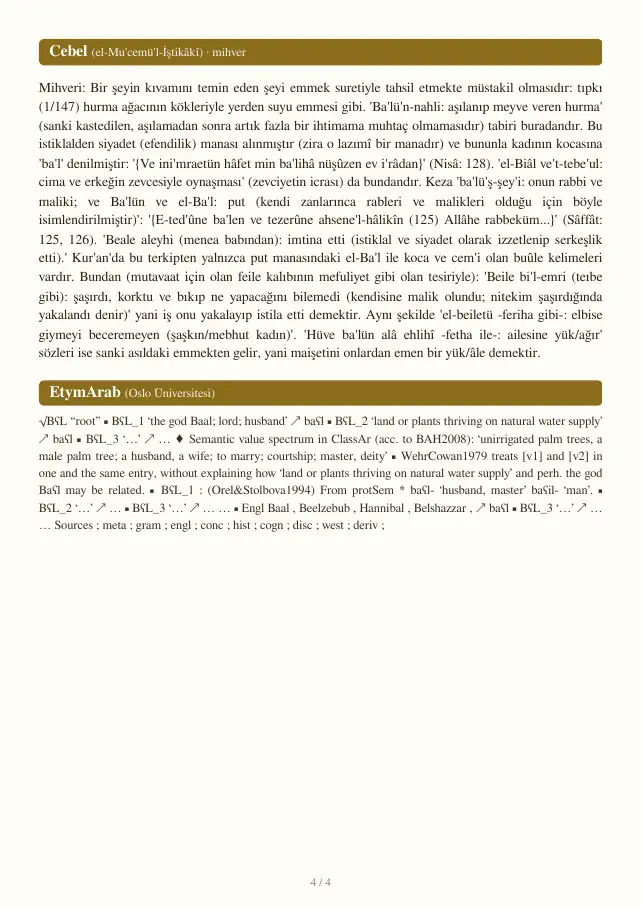 Cebel (el-Mu'cemü'l-İştikâkî) · mihver
Mihveri: Bir şeyin kıvamını temin eden şeyi emmek suretiyle tahsil etmekte müstakil olmasıdır: tıpkı
(1/147) hurma ağacının kökleriyle yerden suyu emmesi gibi. 'Ba'lü'n-nahli: aşılanıp meyve veren hurma'
(sanki kastedilen, aşılamadan sonra artık fazla bir ihtimama muhtaç olmamasıdır) tabiri buradandır. Bu
istiklalden siyadet (efendilik) manası alınmıştır (zira o lazımî bir manadır) ve bununla kadının kocasına
'ba'l' denilmiştir: '{Ve ini'mraetün hâfet min ba'lihâ nüşûzen ev i'râdan}' (Nisâ: 128). 'el-Biâl ve't-tebe'ul:
cima ve erkeğin zevcesiyle oynaşması' (zevciyetin icrası) da bundandır. Keza 'ba'lü'ş-şey'i: onun rabbi ve
maliki; ve Ba'lün ve el-Ba'l: put (kendi zanlarınca rableri ve malikleri olduğu için böyle
isimlendirilmiştir)': '{E-ted'ûne ba'len ve tezerûne ahsene'l-hâlikîn (125) Allâhe rabbeküm...}' (Sâffât:
125, 126). 'Beale aleyhi (menea babından): imtina etti (istiklal ve siyadet olarak izzetlenip serkeşlik
etti).' Kur'an'da bu terkipten yalnızca put manasındaki el-Ba'l ile koca ve cem'i olan buûle kelimeleri
vardır. Bundan (mutavaat için olan feile kalıbının mefuliyet gibi olan tesiriyle): 'Beile bi'l-emri (teıbe
gibi): şaşırdı, korktu ve bıkıp ne yapacağını bilemedi (kendisine malik olundu; nitekim şaşırdığında
yakalandı denir)' yani iş onu yakalayıp istila etti demektir. Aynı şekilde 'el-beiletü -feriha gibi-: elbise
giymeyi beceremeyen (şaşkın/mebhut kadın)'. 'Hüve ba'lün alâ ehlihî -fetha ile-: ailesine yük/ağır'
sözleri ise sanki asıldaki emmekten gelir, yani maişetini onlardan emen bir yük/âle demektir.
EtymArab (Oslo Üniversitesi)
√BʕL “root” ▪ BʕL_1 ‘the god Baal; lord; husband’ ↗ baʕl ▪ BʕL_2 ‘land or plants thriving on natural water supply’
↗ baʕl ▪ BʕL_3 ‘…’ ↗ … ♦ Semantic value spectrum in ClassAr (acc. to BAH2008): ‘unirrigated palm trees, a
male palm tree; a husband, a wife; to marry; courtship; master, deity’ ▪ WehrCowan1979 treats [v1] and [v2] in
one and the same entry, without explaining how ‘land or plants thriving on natural water supply’ and perh. the god
Baʕl may be related. ▪ BʕL_1 : (Orel&Stolbova1994) From protSem * baʕl- ‘husband, master’ baʕil- ‘man’. ▪
BʕL_2 ‘…’ ↗ … ▪ BʕL_3 ‘…’ ↗ … … ▪ Engl Baal , Beelzebub , Hannibal , Belshazzar , ↗ baʕl ▪ BʕL_3 ‘…’ ↗ …
… Sources ; meta ; gram ; engl ; conc ; hist ; cogn ; disc ; west ; deriv ;
4 / 4